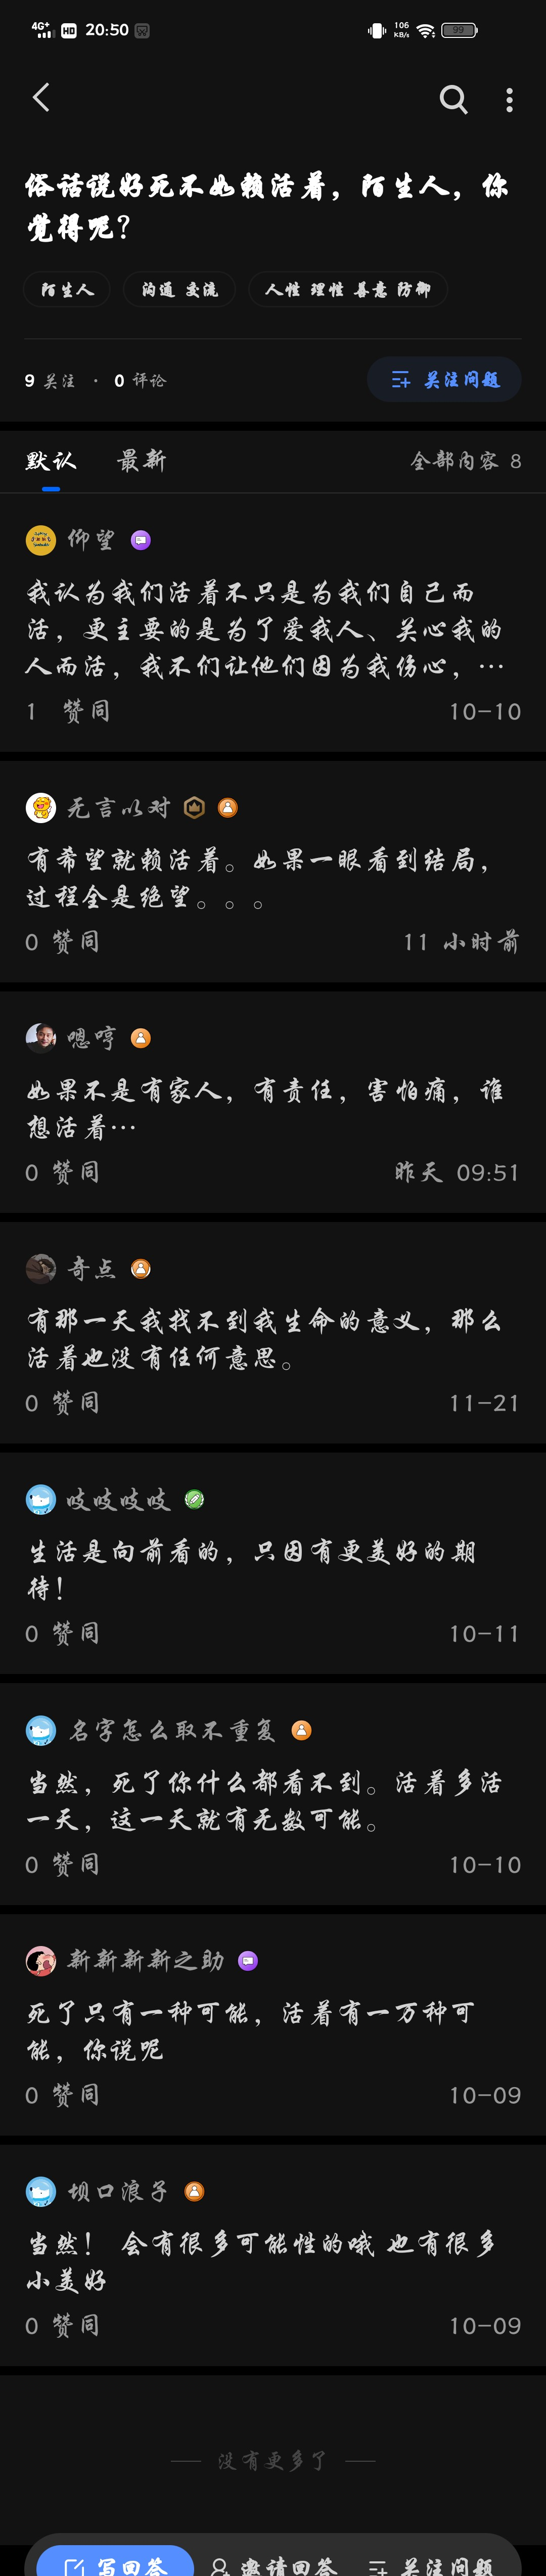 4G+ HD 20:50 106 KB/s 99
俗话说好死不如赖活着，陌生人，你
觉得呢？
陌生人 沟通 交流 人性 理性 善意 防御
9 关注 · 0 评论 关注问题
默认 最新 全部内容 8
仰望
我认为我们活着不只是为我们自己而
活，更主要的是为了爱我人、关心我的
人而活，我不们让他们因为我伤心，…
1 赞同 10-10
无言以对
有希望就赖活着。如果一眼看到结局，
过程全是绝望。。。
0 赞同 11 小时前
嗯哼
如果不是有家人，有责任，害怕痛，谁
想活着…
0 赞同 昨天 09:51
奇点
有那一天我找不到我生命的意义，那么
活着也没有任何意思。
0 赞同 11-21
吱吱吱吱
生活是向前看的，只因有更美好的期
待！
0 赞同 10-11
名字怎么取不重复
当然，死了你什么都看不到。活着多活
一天，这一天就有无数可能。
0 赞同 10-10
新新新新之助
死了只有一种可能，活着有一万种可
能，你说呢
0 赞同 10-09
坝口浪子
当然！ 会有很多可能性的哦 也有很多
小美好
0 赞同 10-09
没有更多了
写回答 邀请回答 关注问题